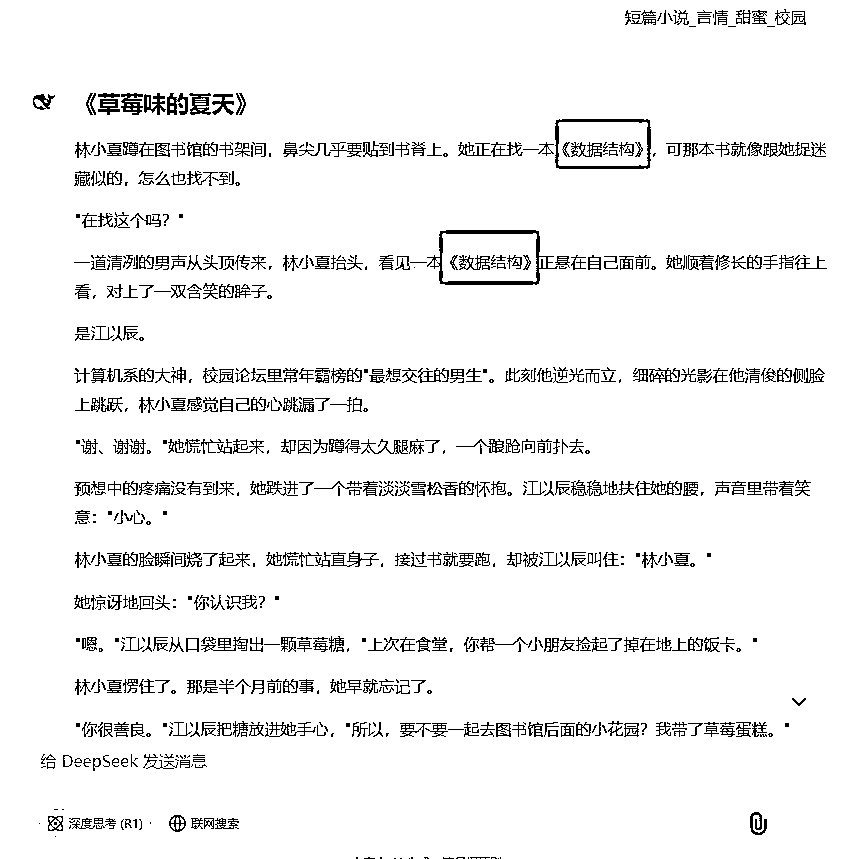 短篇小说_言情_甜蜜_校园
《草莓味的夏天》
林小夏蹲在图书馆的书架间，鼻尖几乎要贴到书脊上。她正在找一本《数据结构》，可那本书就像跟她捉迷
藏似的，怎么也找不到。
"在找这个吗？"
一道清冽的男声从头顶传来，林小夏抬头，看见一本《数据结构》正悬在自己面前。她顺着修长的手指往上
看，对上了一双含笑的眸子。
是江以辰。
计算机系的大神，校园论坛里常年霸榜的"最想交往的男生"。此刻他逆光而立，细碎的光影在他清俊的侧脸
上跳跃，林小夏感觉自己的心跳漏了一拍。
"谢、谢谢。"她慌忙站起来，却因为蹲得太久腿麻了，一个踉跄向前扑去。
预想中的疼痛没有到来，她跌进了一个带着淡淡雪松香的怀抱。江以辰稳稳地扶住她的腰，声音里带着笑
意："小心。"
林小夏的脸瞬间烧了起来，她慌忙站直身子，接过书就要跑，却被江以辰叫住："林小夏。"
她惊讶地回头："你认识我？"
"嗯。"江以辰从口袋里掏出一颗草莓糖，"上次在食堂，你帮一个小朋友捡起了掉在地上的饭卡。"
林小夏愣住了。那是半个月前的事，她早就忘记了。
"你很善良。"江以辰把糖放进她手心，"所以，要不要一起去图书馆后面的小花园？我带了草莓蛋糕。"
给 DeepSeek 发送消息
深度思考 (R1) 联网搜索